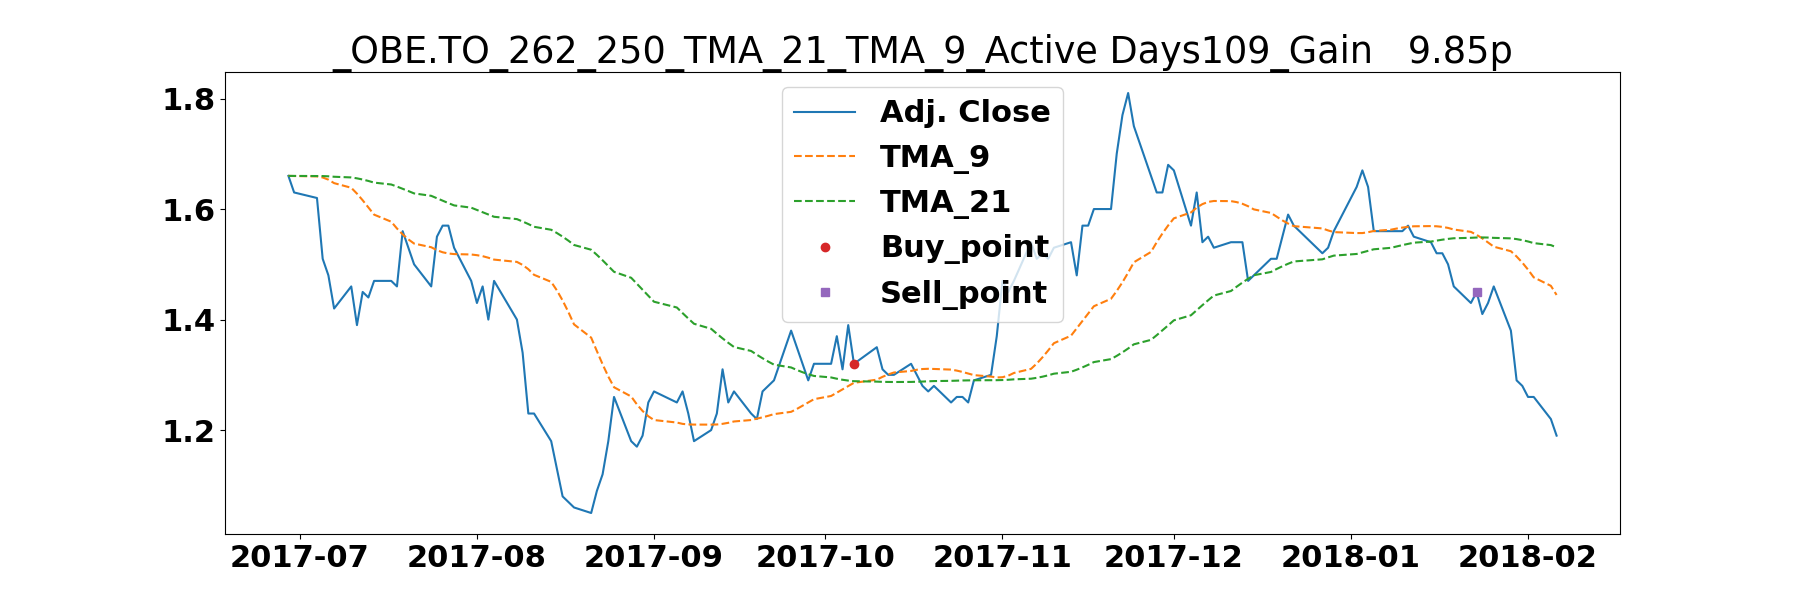 _OBE.TO_262_250_TMA_21_TMA_9_Active Days109_Gain   9.85p
1.8
1.6
1.4
1.2
Adj. Close
TMA_9
TMA_21
Buy_point
Sell_point
2017-07 2017-08 2017-09 2017-10 2017-11 2017-12 2018-01 2018-02